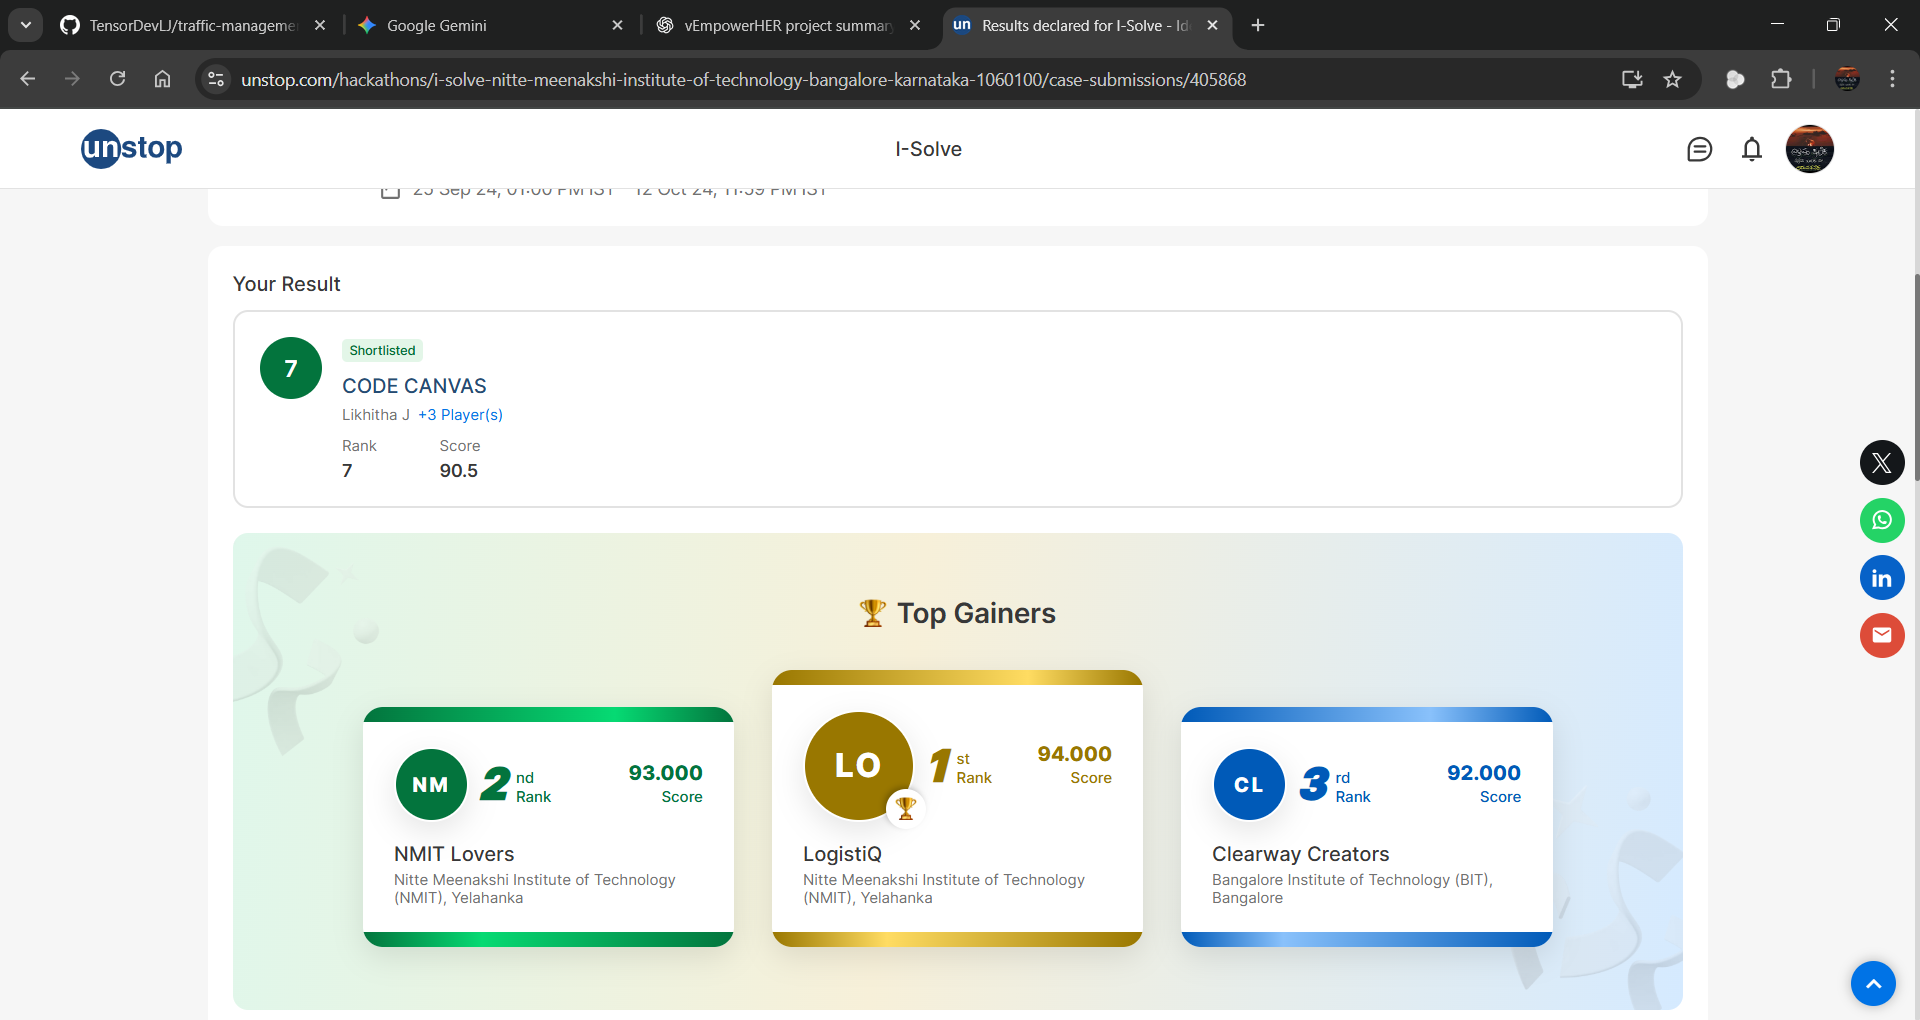 TensorDevLJ/traffic-managemen
Google Gemini
vEmpowerHER project summary
un Results declared for I-Solve - Id
unstop.com/hackathons/i-solve-nitte-meenakshi-institute-of-technology-bangalore-karnataka-1060100/case-submissions/405868
unstop
I-Solve
25 Sep 24, 01:00 PM IST 12 Oct 24, 11:59 PM IST
Your Result
7
Shortlisted
CODE CANVAS
Likhitha J +3 Player(s)
Rank Score
7 90.5
Top Gainers
NM 2 nd Rank 93.000 Score
NMIT Lovers
Nitte Meenakshi Institute of Technology
(NMIT), Yelahanka
LO 1 st Rank 94.000 Score
LogistiQ
Nitte Meenakshi Institute of Technology
(NMIT), Yelahanka
CL 3 rd Rank 92.000 Score
Clearway Creators
Bangalore Institute of Technology (BIT),
Bangalore
in